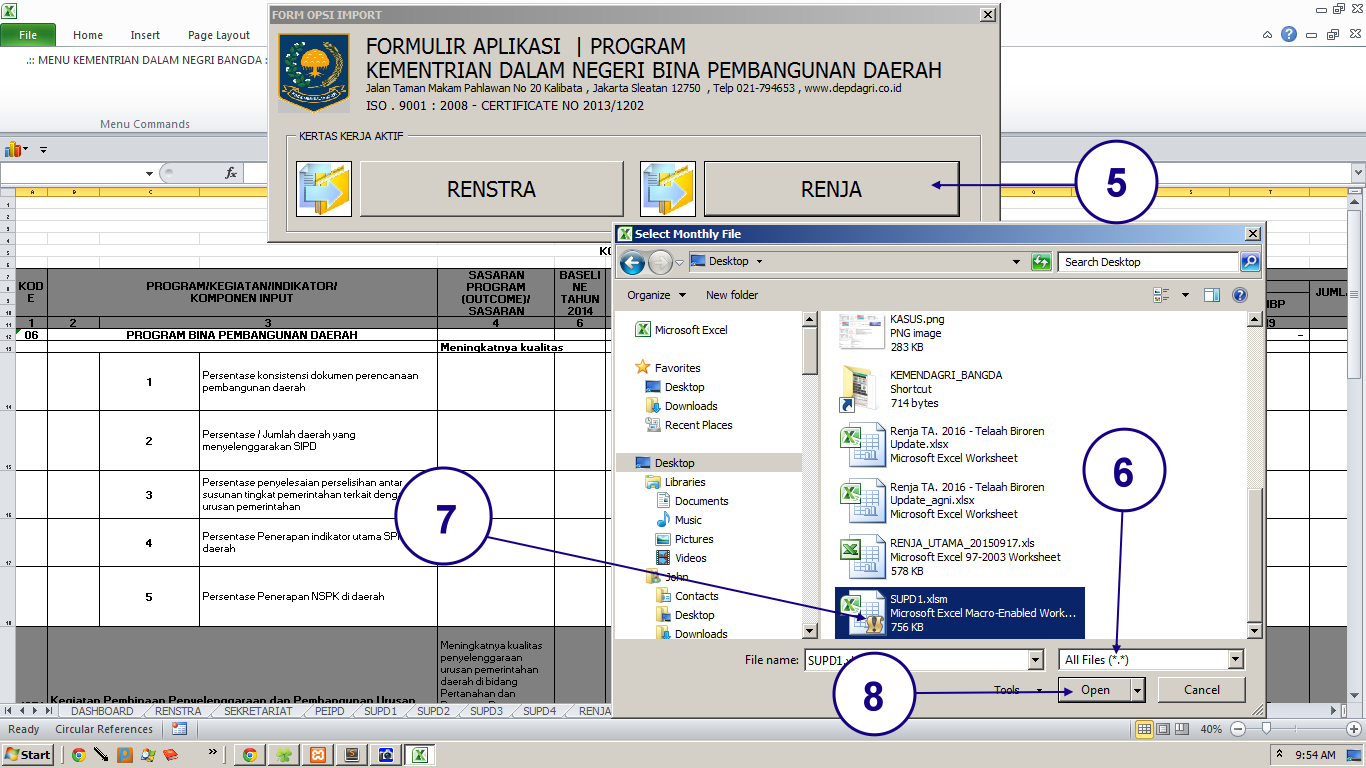 FORM OPSI IMPORT
FORMULIR APLIKASI | PROGRAM
KEMENTRIAN DALAM NEGERI BINA PEMBANGUNAN DAERAH
Jalan Taman Makam Pahlawan No 20 Kalibata , Jakarta Sleatan 12750 , Telp 021-794653 , www.depdagri.co.id
ISO . 9001 : 2008 - CERTIFICATE NO 2013/1202
KERTAS KERJA AKTIF
RENSTRA
RENJA
5
File
Home
Insert
Page Layout
.:: MENU KEMENTRIAN DALAM NEGRI BANGDA :
Menu Commands
fx
Select Monthly File
Desktop
Search Desktop
Organize
New folder
Microsoft Excel
Favorites
Desktop
Downloads
Recent Places
Desktop
Libraries
Documents
Music
Pictures
Videos
John
Contacts
Desktop
Downloads
KASUS.png
PNG image
283 KB
KEMENDAGRI_BANGDA
Shortcut
714 bytes
Renja TA. 2016 - Telaah Biroren
Update.xlsx
Microsoft Excel Worksheet
Renja TA. 2016 - Telaah Biroren
Update_agni.xlsx
Microsoft Excel Worksheet
RENJA_UTAMA_20150917.xls
Microsoft Excel 97-2003 Worksheet
578 KB
SUPD1.xlsm
Microsoft Excel Macro-Enabled Work...
756 KB
6
7
8
File name:
SUPD1.x
All Files (*.*)
Tools
Open
Cancel
KOD
E
PROGRAM/KEGIATAN/INDIKATOR/
KOMPONEN INPUT
SASARAN
PROGRAM
(OUTCOME)/
SASARAN
BASELI
NE
TAHUN
2014
1 2 3 4 6
06 PROGRAM BINA PEMBANGUNAN DAERAH
Meningkatnya kualitas
1 Persentase konsistensi dokumen perencanaan
pembangunan daerah
2 Persentase / Jumlah daerah yang
menyelenggarakan SIPD
3 Persentase penyelesaian perselisihan antar
susunan tingkat pemerintahan terkait denga
urusan pemerintahan
4 Persentase Penerapan indikator utama SP
daerah
5 Persentase Penerapan NSPK di daerah
Meningkatnya kualitas
penyelenggaraan
urusan pemerintahan
daerah di bidang
Pertanahan dan
Kegiatan Pembinaan Penyelenggaraan dan Pembangunan Urusan
DASHBOARD
RENSTRA
SEKRETARIAT
PEIPD
SUPD1
SUPD2
SUPD3
SUPD4
RENJA
Ready
Circular References
40%
Start
9:54 AM